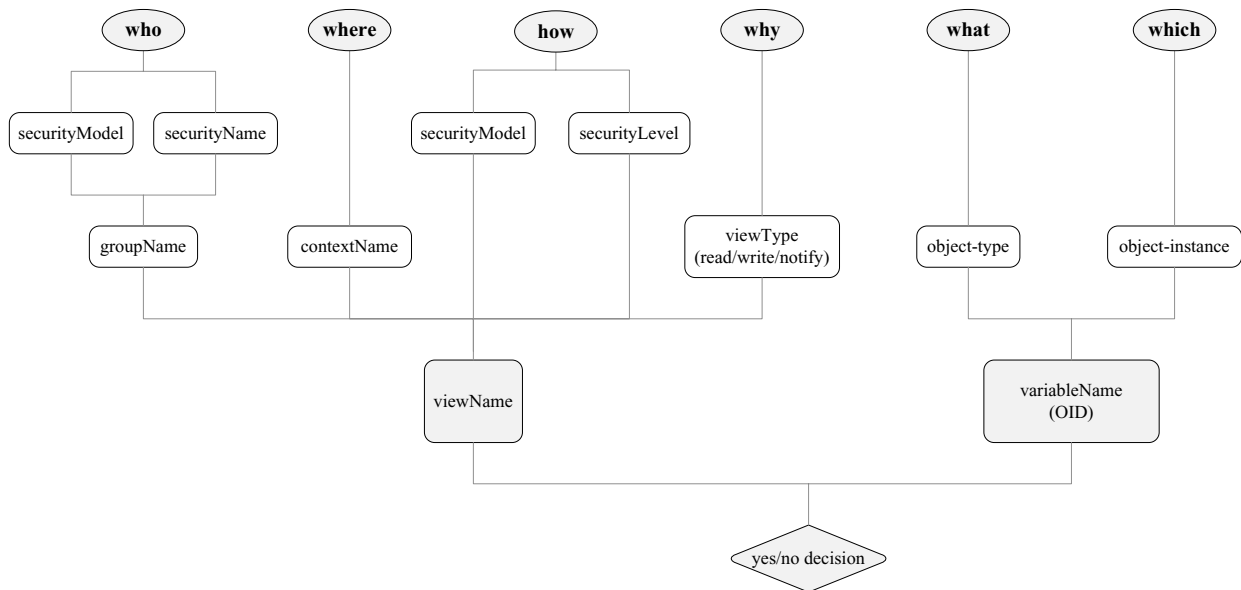 who
where
how
why
what
which
securityModel
securityName
securityModel
securityLevel
groupName
contextName
viewType
(read/write/notify)
object-type
object-instance
viewName
variableName
(OID)
yes/no decision